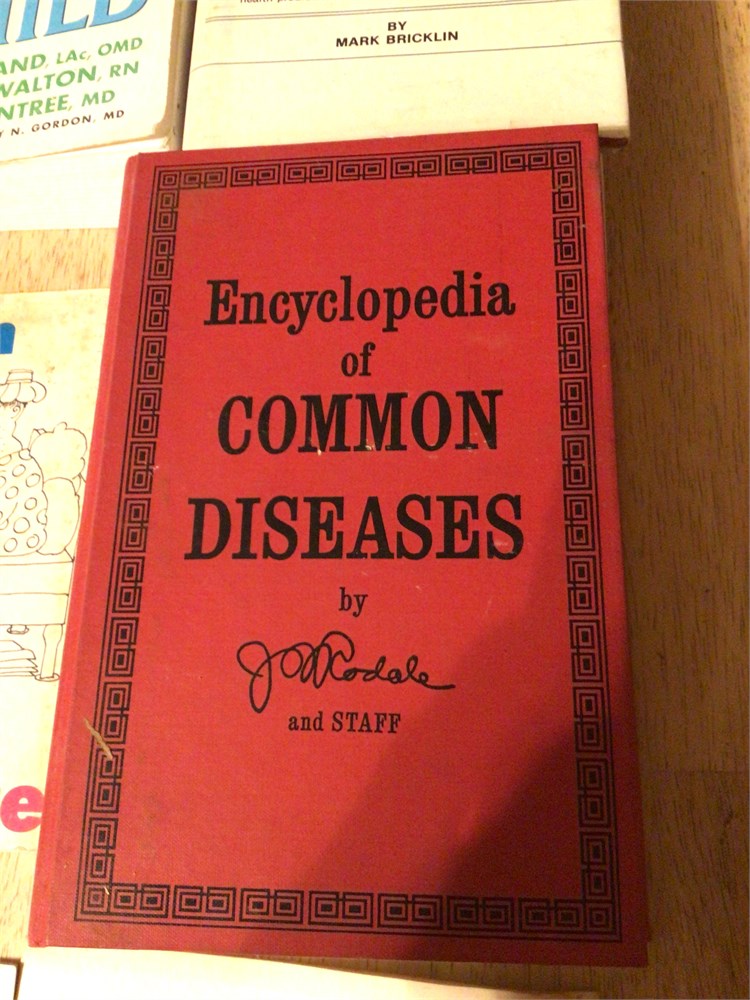 HILD
AND, LAC, OMD
WALTON, RN
NTREE, MD
Y N. GORDON, MD
BY
MARK BRICKLIN
Encyclopedia
of
COMMON
DISEASES
by
J I Rodale
and STAFF
n
e